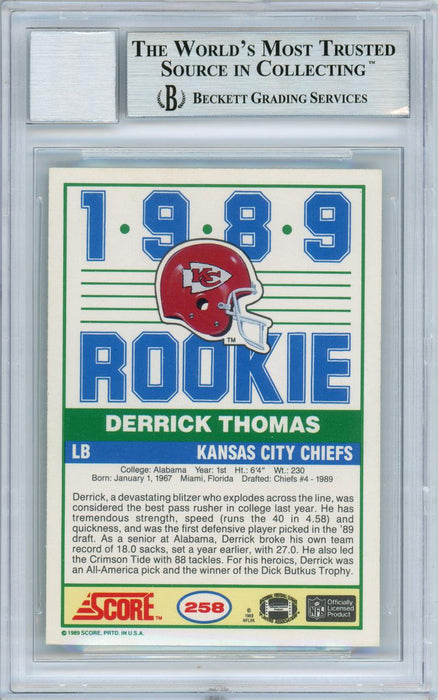 THE WORLD'S MOST TRUSTED
SOURCE IN COLLECTING™
B BECKETT GRADING SERVICES
1·9·8·9
KC
TM
ROOKIE
DERRICK THOMAS
LB KANSAS CITY CHIEFS
College: Alabama Year: 1st Ht.: 6'4" Wt.: 230
Born: January 1, 1967 Miami, Florida Drafted: Chiefs #4 - 1989
Derrick, a devastating blitzer who explodes across the line, was
considered the best pass rusher in college last year. He has
tremendous strength, speed (runs the 40 in 4.58) and
quickness, and was the first defensive player picked in the '89
draft. As a senior at Alabama, Derrick broke his own team
record of 18.0 sacks, set a year earlier, with 27.0. He also led
the Crimson Tide with 88 tackles. For his heroics, Derrick was
an All-America pick and the winner of the Dick Butkus Trophy.
SCORE™ 258 © 1989 NFLPA NFL Officially Licensed Product
© 1989 SCORE, PRTD. IN U.S.A.